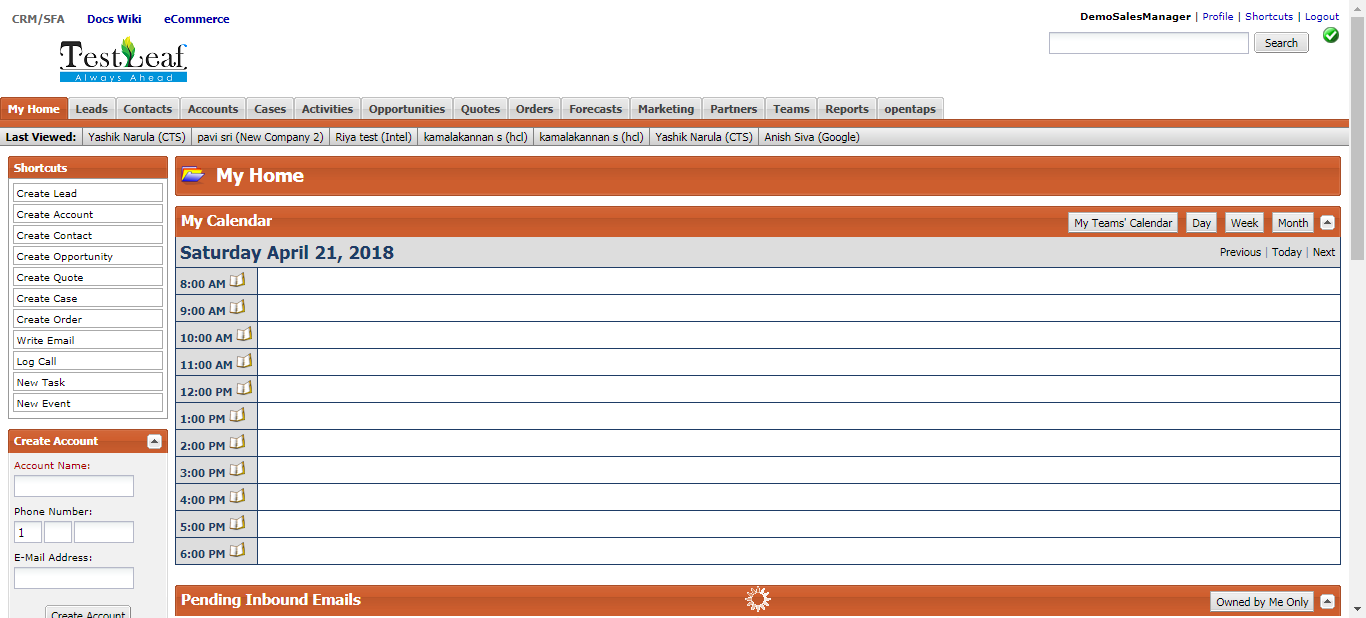 CRM/SFA Docs Wiki eCommerce
DemoSalesManager | Profile | Shortcuts | Logout
Search
TestLeaf
Always Ahead
My Home Leads Contacts Accounts Cases Activities Opportunities Quotes Orders Forecasts Marketing Partners Teams Reports opentaps
Last Viewed: Yashik Narula (CTS) pavi sri (New Company 2) Riya test (Intel) kamalakannan s (hcl) kamalakannan s (hcl) Yashik Narula (CTS) Anish Siva (Google)
Shortcuts
Create Lead
Create Account
Create Contact
Create Opportunity
Create Quote
Create Case
Create Order
Write Email
Log Call
New Task
New Event
Create Account
Account Name:
Phone Number:
1
E-Mail Address:
Create Account
My Home
My Calendar My Teams' Calendar Day Week Month
Saturday April 21, 2018 Previous | Today | Next
8:00 AM
9:00 AM
10:00 AM
11:00 AM
12:00 PM
1:00 PM
2:00 PM
3:00 PM
4:00 PM
5:00 PM
6:00 PM
Pending Inbound Emails Owned by Me Only